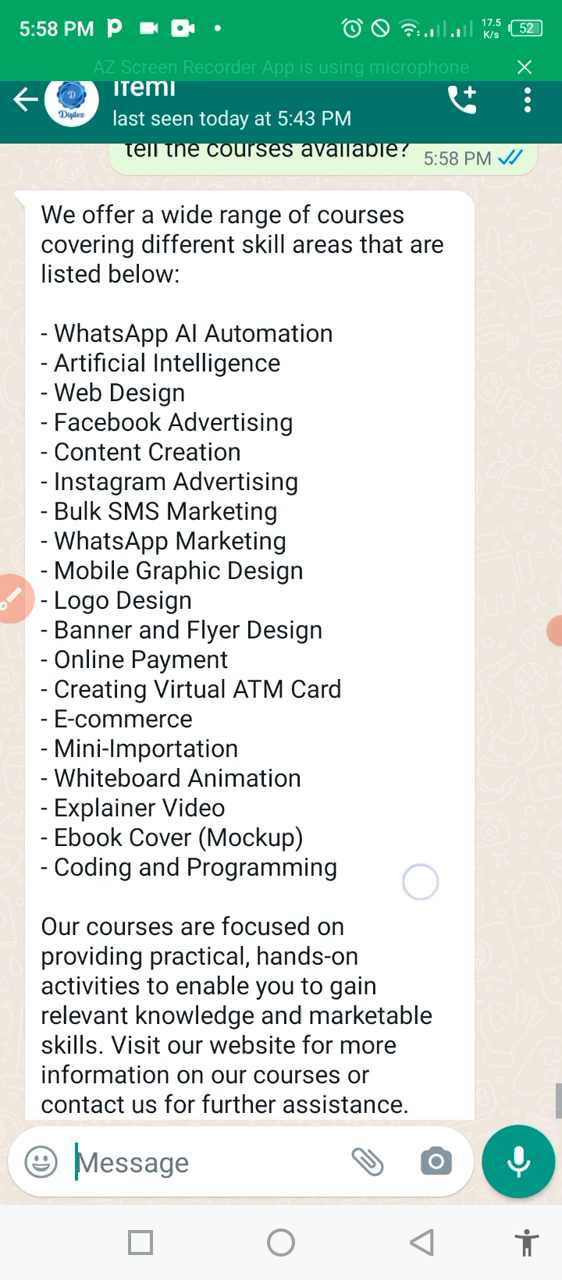 5:58 PM
17.5 K/s
52
AZ Screen Recorder App is using microphone
Ifemi
last seen today at 5:43 PM
Digitex
tell the courses available?
5:58 PM
We offer a wide range of courses
covering different skill areas that are
listed below:
- WhatsApp AI Automation
- Artificial Intelligence
- Web Design
- Facebook Advertising
- Content Creation
- Instagram Advertising
- Bulk SMS Marketing
- WhatsApp Marketing
- Mobile Graphic Design
- Logo Design
- Banner and Flyer Design
- Online Payment
- Creating Virtual ATM Card
- E-commerce
- Mini-Importation
- Whiteboard Animation
- Explainer Video
- Ebook Cover (Mockup)
- Coding and Programming
Our courses are focused on
providing practical, hands-on
activities to enable you to gain
relevant knowledge and marketable
skills. Visit our website for more
information on our courses or
contact us for further assistance.
Message